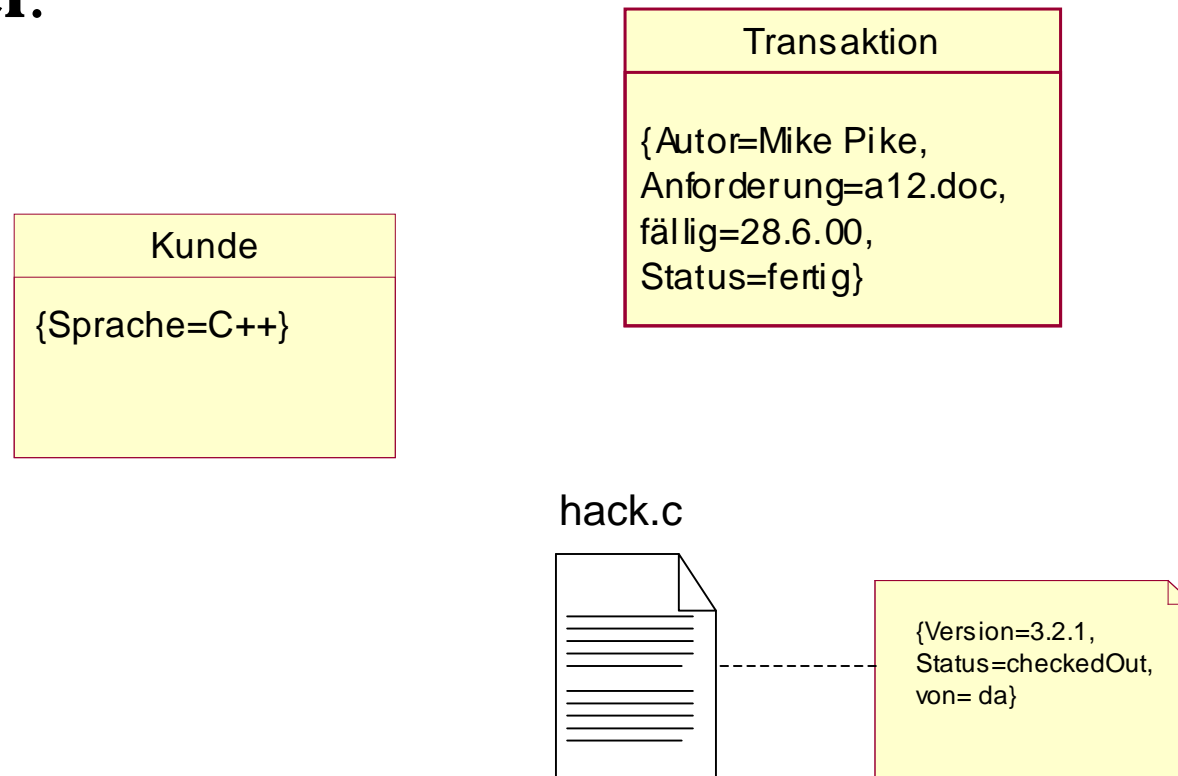 Transaktion
{Autor=Mike Pike,
Anforderung=a12.doc,
fällig=28.6.00,
Status=fertig}
Kunde
{Sprache=C++}
hack.c
{Version=3.2.1,
Status=checkedOut,
von= da}